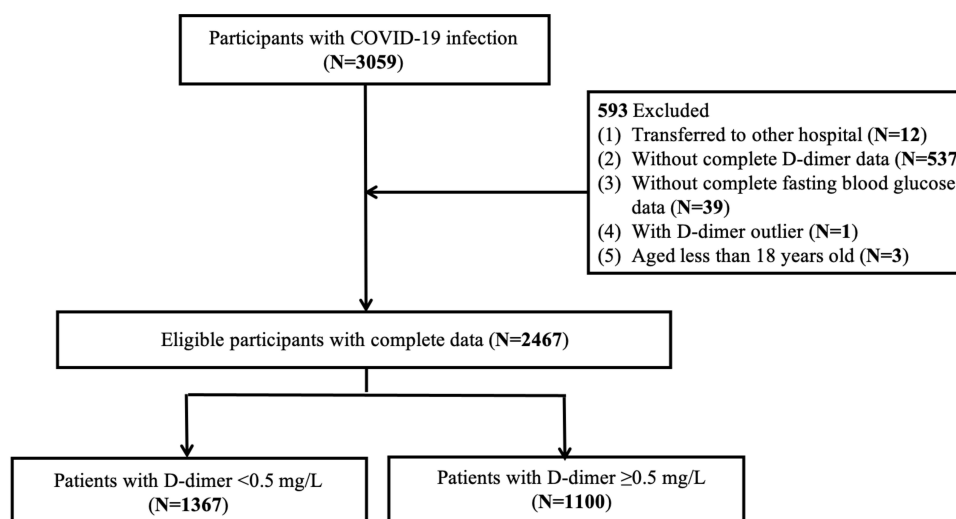 Participants with COVID-19 infection
(N=3059)
593 Excluded
(1) Transferred to other hospital (N=12)
(2) Without complete D-dimer data (N=537
(3) Without complete fasting blood glucose
data (N=39)
(4) With D-dimer outlier (N=1)
(5) Aged less than 18 years old (N=3)
Eligible participants with complete data (N=2467)
Patients with D-dimer <0.5 mg/L
(N=1367)
Patients with D-dimer ≥0.5 mg/L
(N=1100)